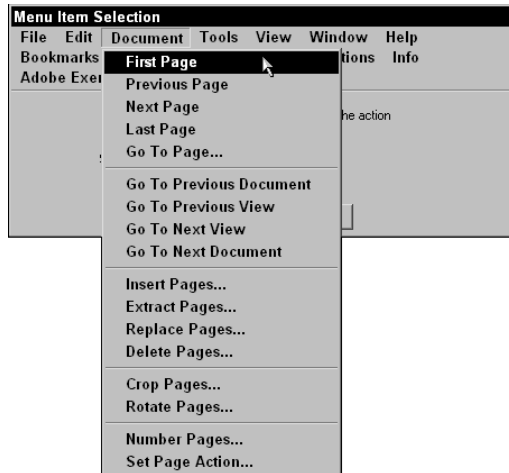 Menu Item Selection
File Edit Document Tools View Window Help
Bookmarks tions Info
Adobe Exe
he action
First Page
Previous Page
Next Page
Last Page
Go To Page...
Go To Previous Document
Go To Previous View
Go To Next View
Go To Next Document
Insert Pages...
Extract Pages...
Replace Pages...
Delete Pages...
Crop Pages...
Rotate Pages...
Number Pages...
Set Page Action...